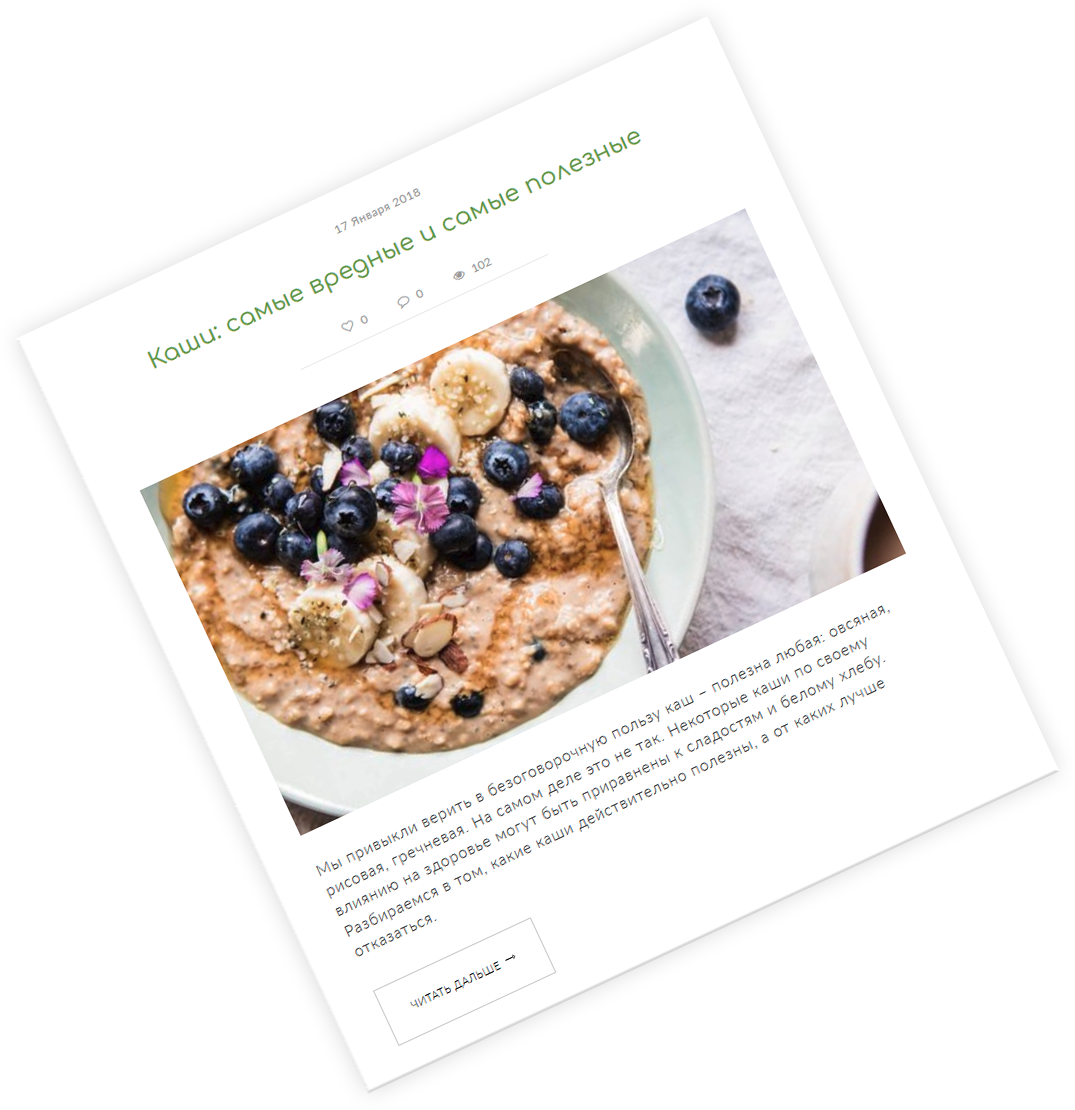 17 Января 2018
Каши: самые вредные и самые полезные
0 0 102
Мы привыкли верить в безоговорочную пользу каш – полезна любая: овсяная,
рисовая, гречневая. На самом деле это не так. Некоторые каши по своему
влиянию на здоровье могут быть приравнены к сладостям и белому хлебу.
Разбираемся в том, какие каши действительно полезны, а от каких лучше
отказаться.
ЧИТАТЬ ДАЛЬШЕ →